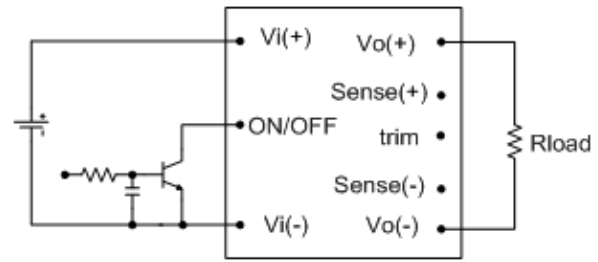 Vi(+)
Vo(+)
Sense(+)
ON/OFF
trim
Rload
Sense(-)
Vi(-)
Vo(-)